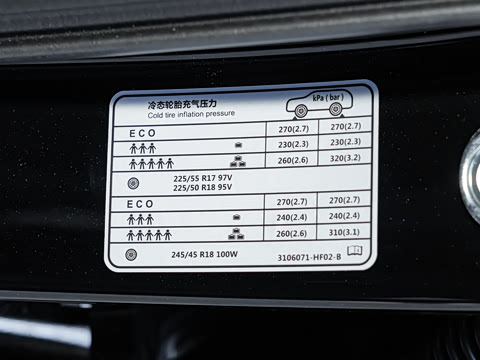 冷态轮胎充气压力
Cold tire inflation pressure
kPa ( bar )
ECO 270(2.7) 270(2.7)
230(2.3) 230(2.3)
260(2.6) 320(3.2)
225/55 R17 97V
225/50 R18 95V
ECO 270(2.7) 270(2.7)
240(2.4) 240(2.4)
260(2.6) 310(3.1)
245/45 R18 100W 3106071-HF02-B